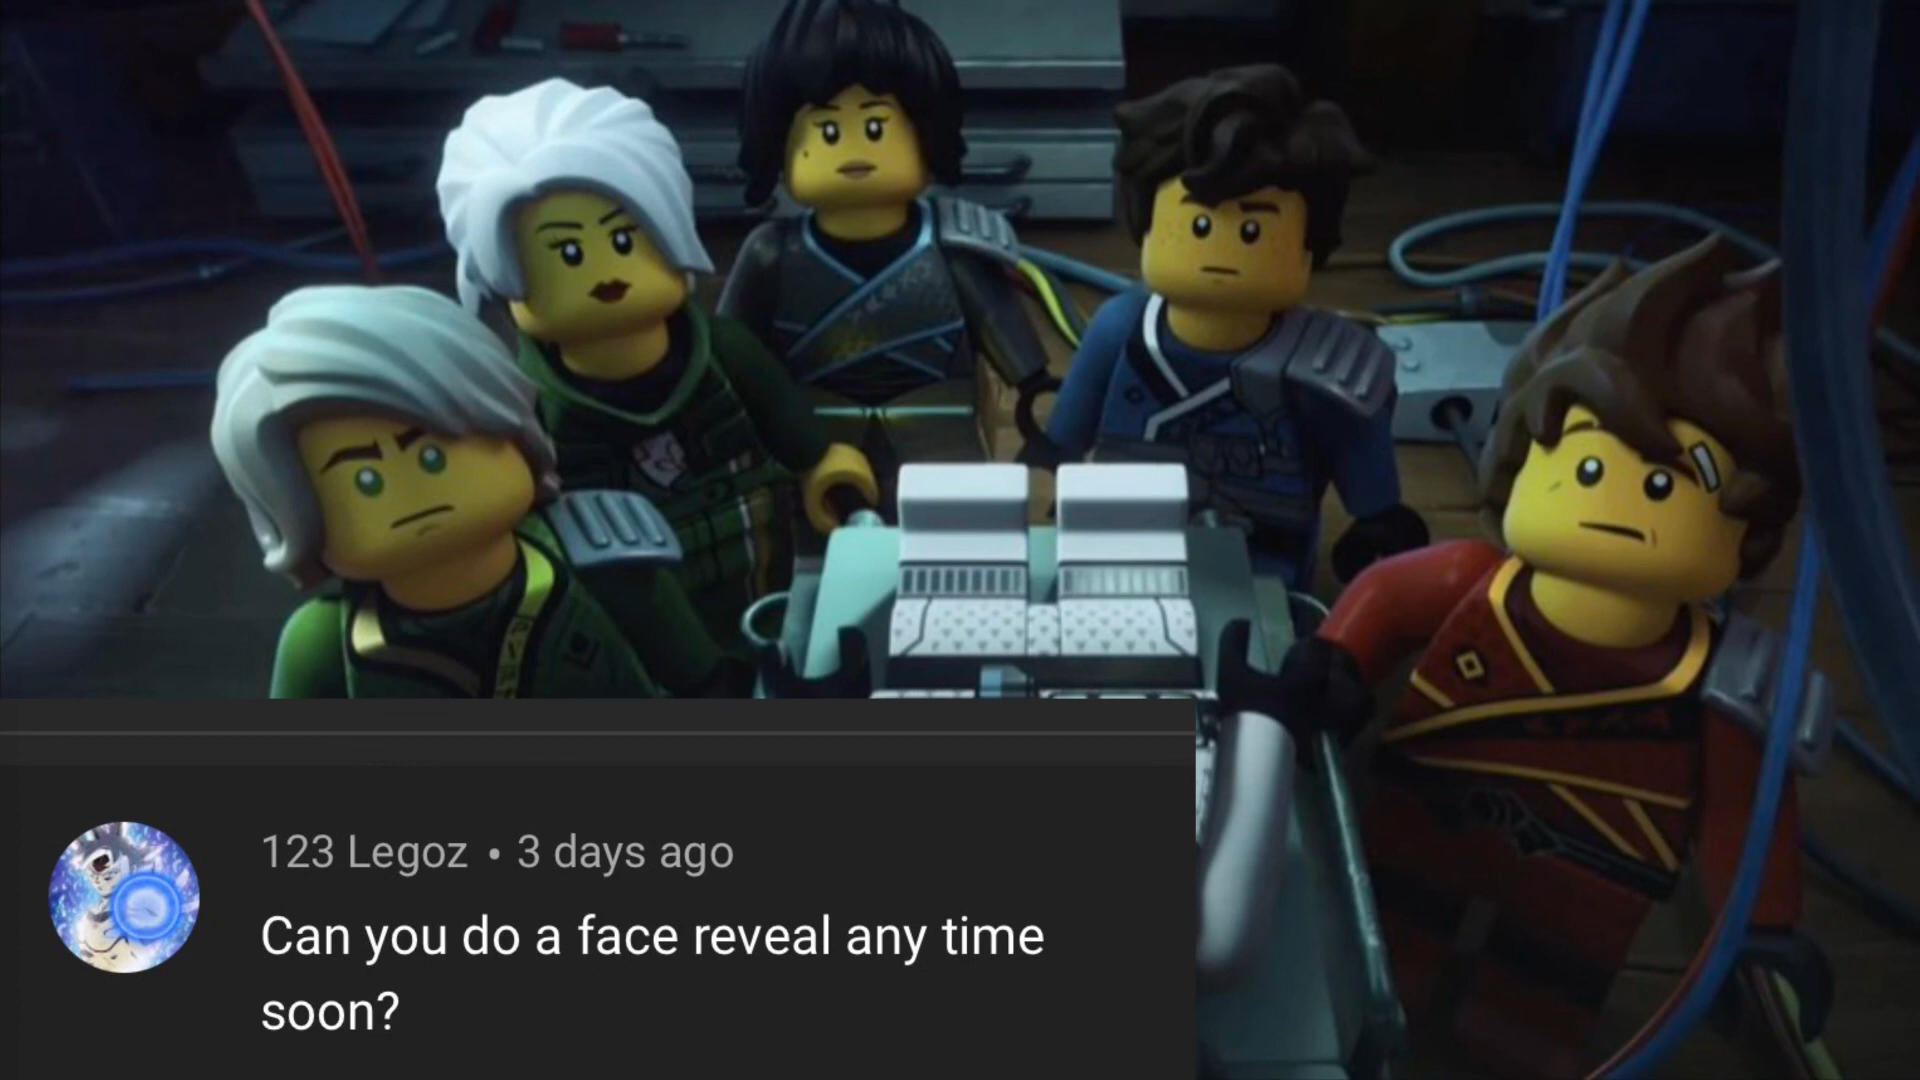 123 Legoz • 3 days ago
Can you do a face reveal any time
soon?